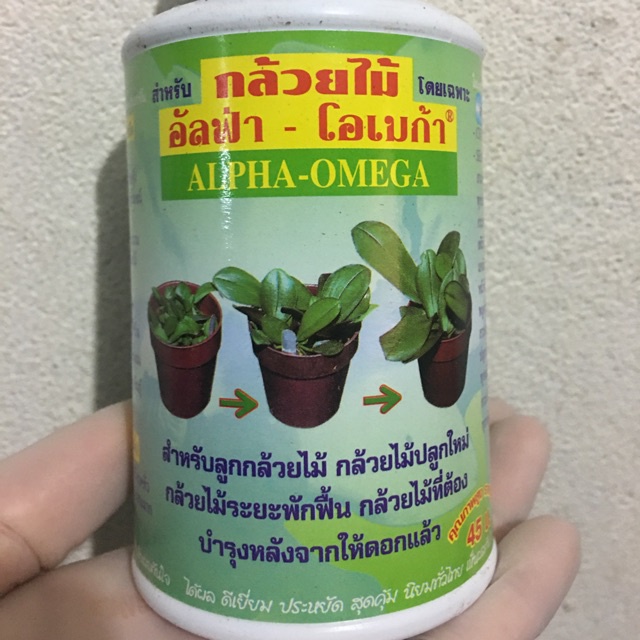 สำหรับ กล้วยไม้ โดยเฉพาะ
อัลฟ่า - โอเมก้า®
ALPHA-OMEGA
สำหรับลูกกล้วยไม้ กล้วยไม้ปลูกใหม่
กล้วยไม้ระยะพักฟื้น กล้วยไม้ที่ต้อง
บำรุงหลังจากให้ดอกแล้ว
45
ได้ผล ดีเยี่ยม ประหยัด สุดคุ้ม นิยมทั่วไทย